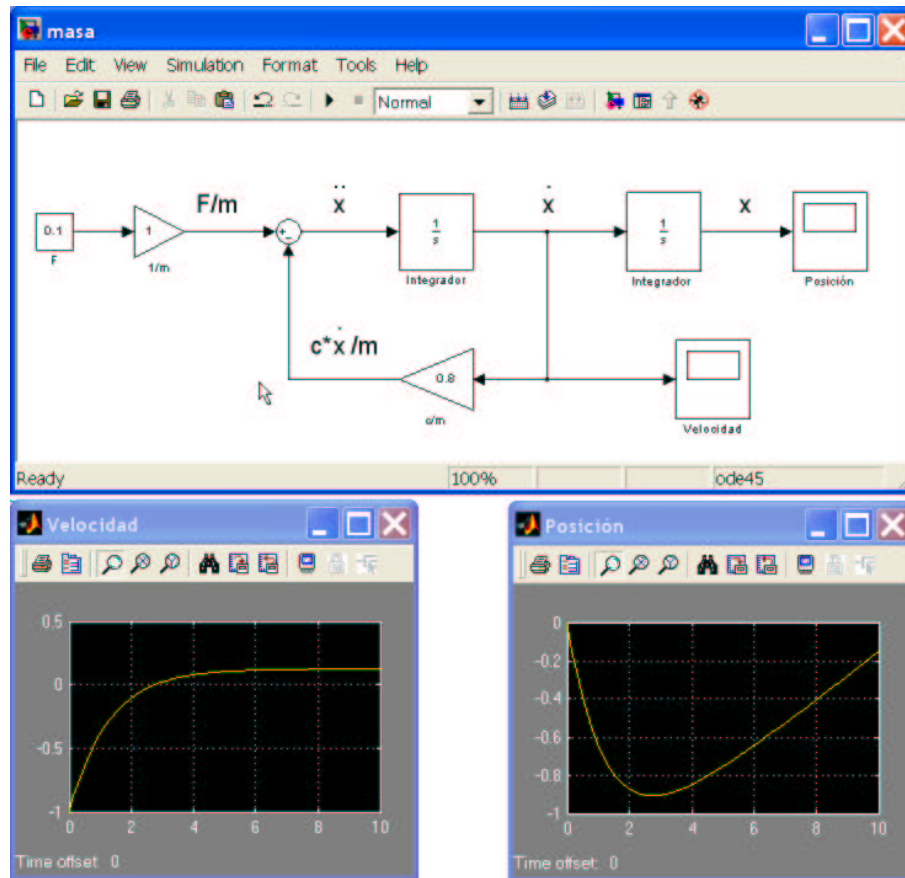 masa
File Edit View Simulation Format Tools Help
Normal
F/m
ẍ
ẋ
x
0.1
1
+
-
1
s
1
s
F
1/m
Integrador
Integrador
Posición
c*ẋ/m
0.8
c/m
Velocidad
Ready
100%
ode45
Velocidad
0.5
0
-0.5
-1
0 2 4 6 8 10
Time offset: 0
Posición
0
-0.2
-0.4
-0.6
-0.8
-1
0 2 4 6 8 10
Time offset: 0